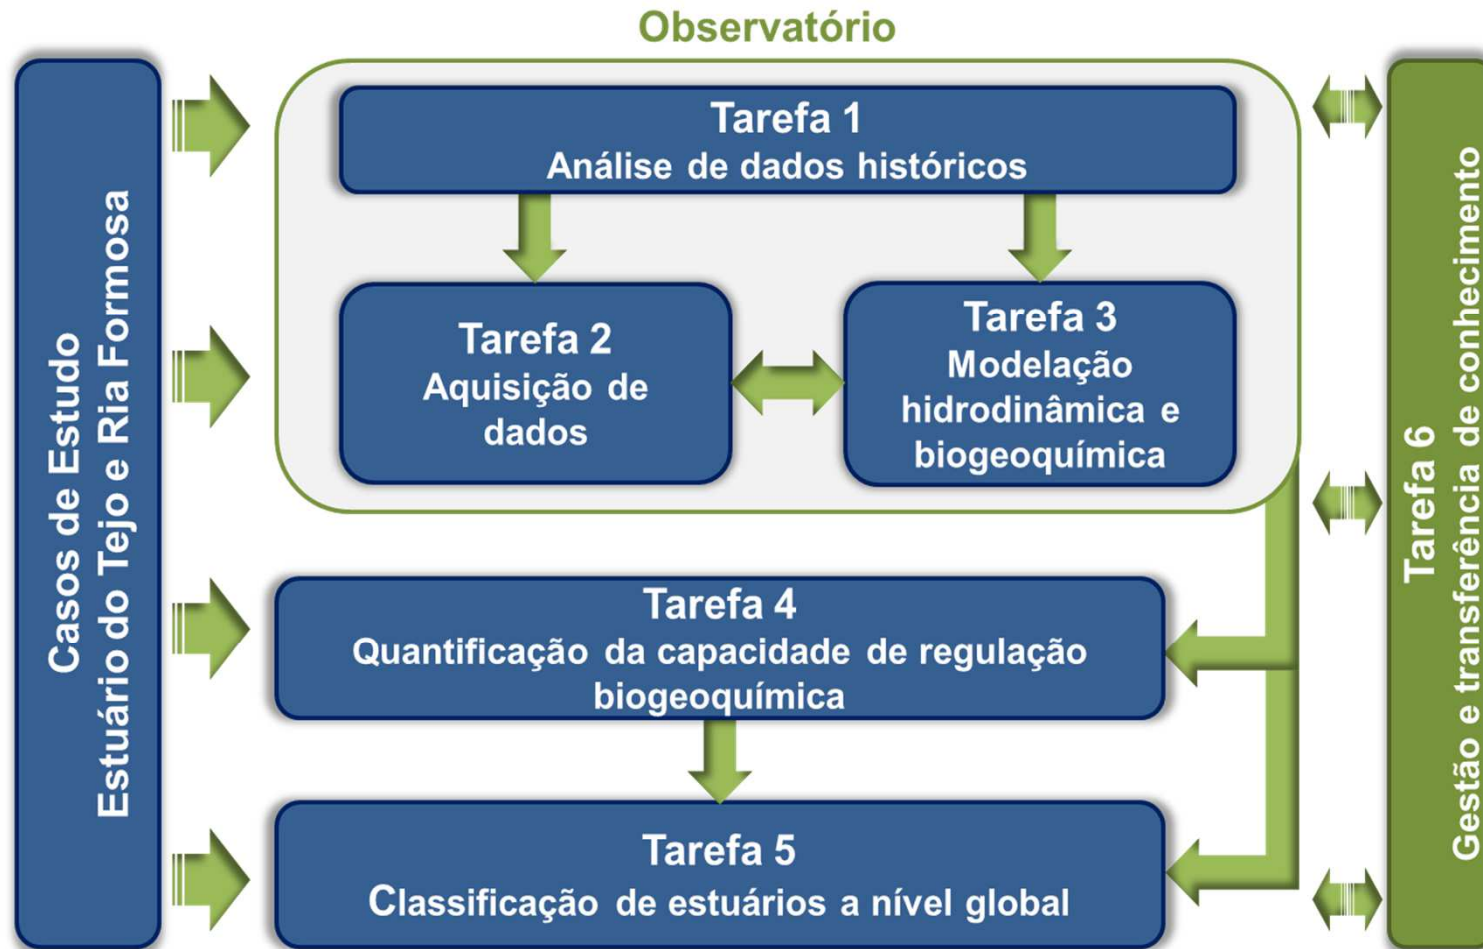 Observatório
Casos de Estudo
Estuário do Tejo e Ria Formosa
Tarefa 1
Análise de dados históricos
Tarefa 2
Aquisição de
dados
Tarefa 3
Modelação
hidrodinâmica e
biogeoquímica
Tarefa 4
Quantificação da capacidade de regulação
biogeoquímica
Tarefa 5
Classificação de estuários a nível global
Tarefa 6
Gestão e transferência de conhecimento